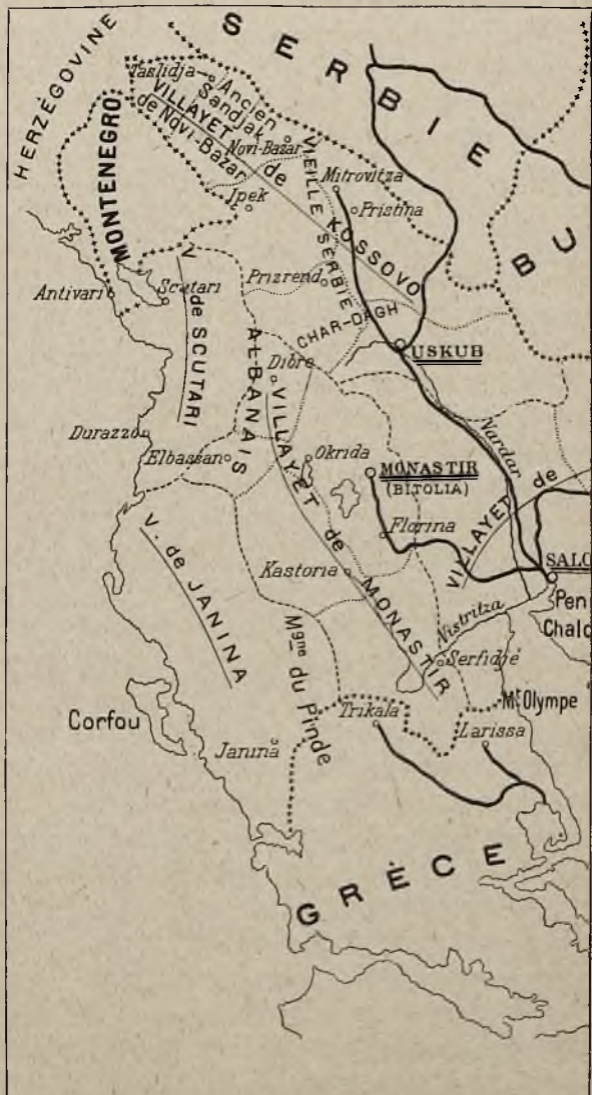 SERBIE
HERZÉGOVINE
Taslidja
Ancien
Sandjak
de Novi-Bazar
VILLAYET de KOSSOVO
MONTENEGRO
Novi-Bazar
VIEILLE SERBIE
Mitrovitza
Ipek
Pristina
BU
Prizrend
CHAR-DAGH
Antivari
Scutari
V. de SCUTARI
ALBANAIS
USKUB
Dibre
VILLAYET de MONASTIR
Durazzo
Elbassan
Okrida
MONASTIR
(BITOLIA)
Vardar
VILLAYET de
Florina
SALO
V. de JANINA
Kastoria
Nistritza
Pen
Chalc
Serfidjé
Mgne du Pinde
Mt Olympe
Corfou
Trikala
Larissa
Janina
GRÈCE